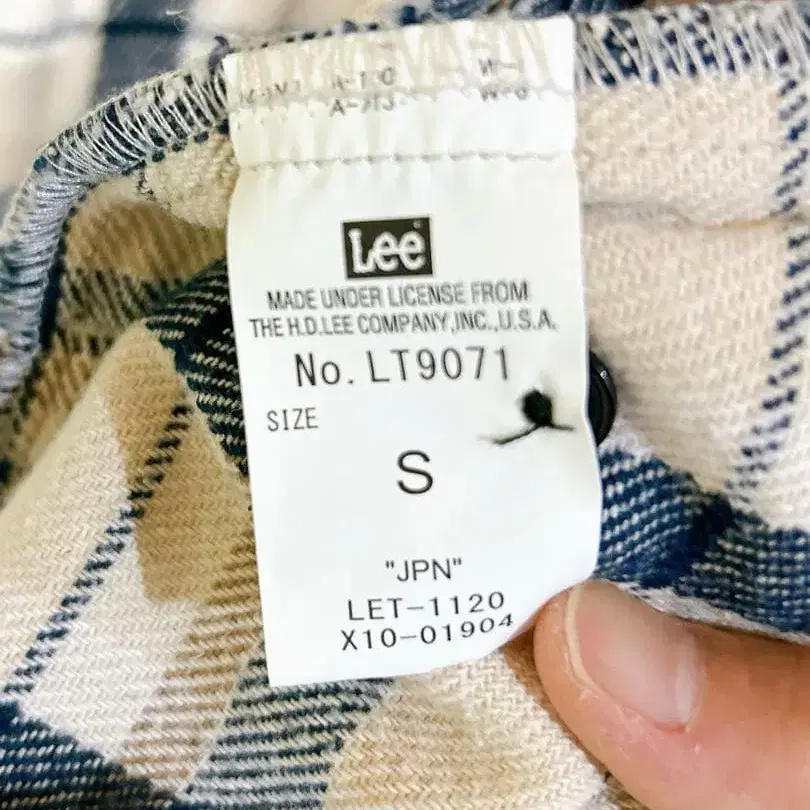 Lee
MADE UNDER LICENSE FROM
THE H.D.LEE COMPANY,INC.,U.S.A.
No. LT9071
SIZE
S
"JPN"
LET-1120
X10-01904